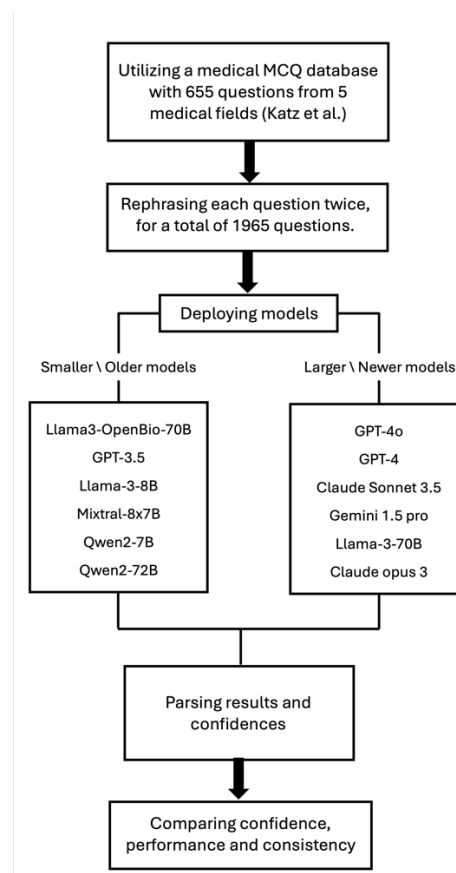 Utilizing a medical MCQ database
with 655 questions from 5
medical fields (Katz et al.)
Rephrasing each question twice,
for a total of 1965 questions.
Deploying models
Smaller \ Older models
Larger \ Newer models
Llama3-OpenBio-70B
GPT-3.5
Llama-3-8B
Mixtral-8x7B
Qwen2-7B
Qwen2-72B
GPT-4o
GPT-4
Claude Sonnet 3.5
Gemini 1.5 pro
Llama-3-70B
Claude opus 3
Parsing results and
confidences
Comparing confidence,
performance and consistency